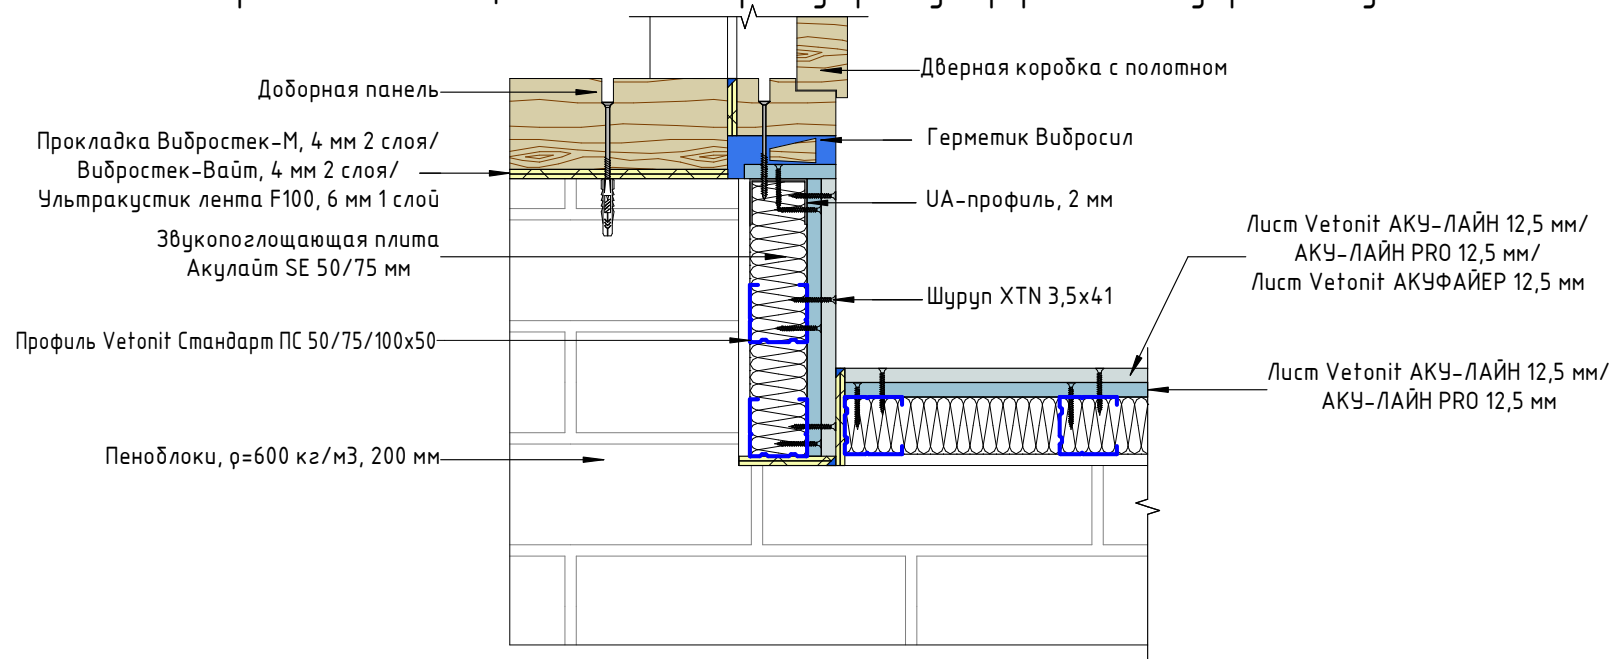 Доборная панель
Прокладка Вибростек-М, 4 мм 2 слоя/
Вибростек-Вайт, 4 мм 2 слоя/
Ультракустик лента F100, 6 мм 1 слой
Звукопоглощающая плита
Акулайт SE 50/75 мм
Профиль Vetonit Стандарт ПС 50/75/100х50
Пеноблоки, ρ=600 кг/м3, 200 мм
Дверная коробка с полотном
Герметик Вибросил
UA-профиль, 2 мм
Шуруп XTN 3,5х41
Лист Vetonit АКУ-ЛАЙН 12,5 мм/
АКУ-ЛАЙН PRO 12,5 мм/
Лист Vetonit АКУФАЙЕР 12,5 мм
Лист Vetonit АКУ-ЛАЙН 12,5 мм/
АКУ-ЛАЙН PRO 12,5 мм